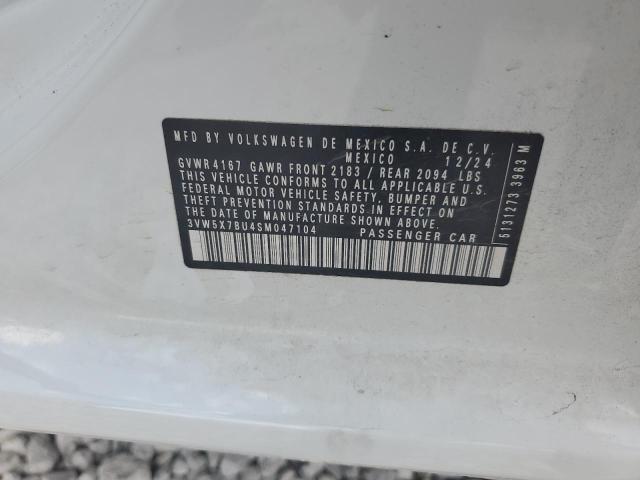 MFD BY VOLKSWAGEN DE MEXICO S.A. DE C.V.
MEXICO 12/24
GVWR 4167 GAWR FRONT 2183 / REAR 2094 LBS
THIS VEHICLE CONFORMS TO ALL APPLICABLE U.S.
FEDERAL MOTOR VEHICLE SAFETY, BUMPER AND
THEFT PREVENTION STANDARDS IN EFFECT ON
THE DATE OF MANUFACTURE SHOWN ABOVE.
3VW5X7BU4SM047104 PASSENGER CAR
5131273 3963 M